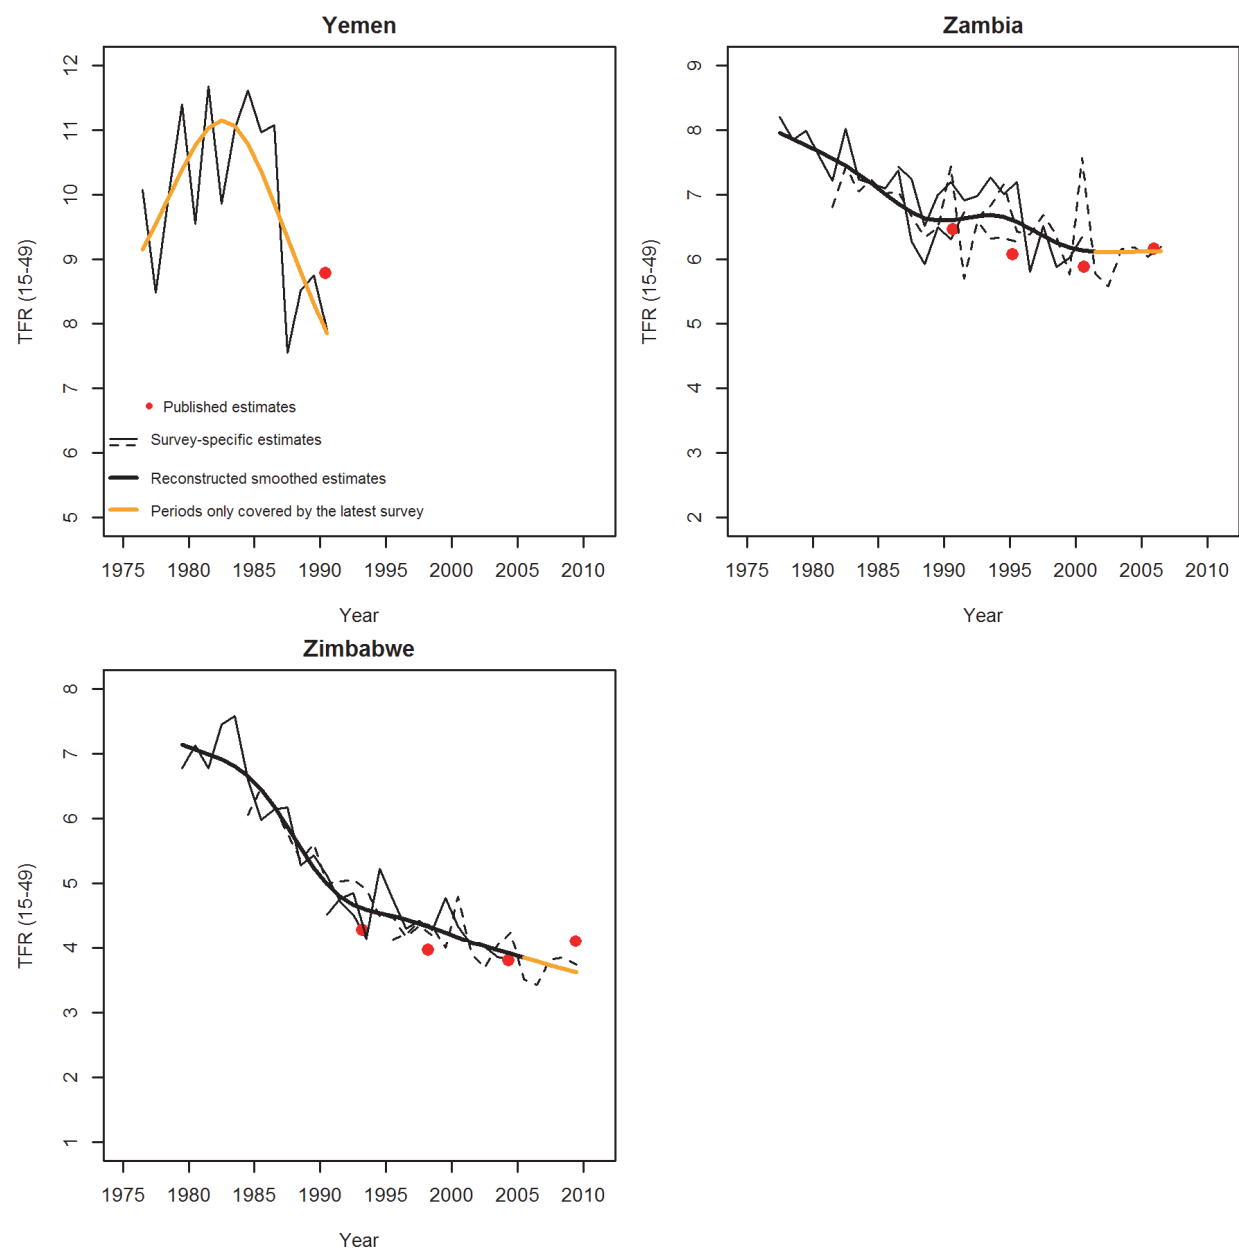 Yemen
12
11
10
9
8
7
6
5
TFR (15-49)
Published estimates
Survey-specific estimates
Reconstructed smoothed estimates
Periods only covered by the latest survey
1975 1980 1985 1990 1995 2000 2005 2010
Year
Zambia
9
8
7
6
5
4
3
2
TFR (15-49)
1975 1980 1985 1990 1995 2000 2005 2010
Year
Zimbabwe
8
7
6
5
4
3
2
1
TFR (15-49)
1975 1980 1985 1990 1995 2000 2005 2010
Year